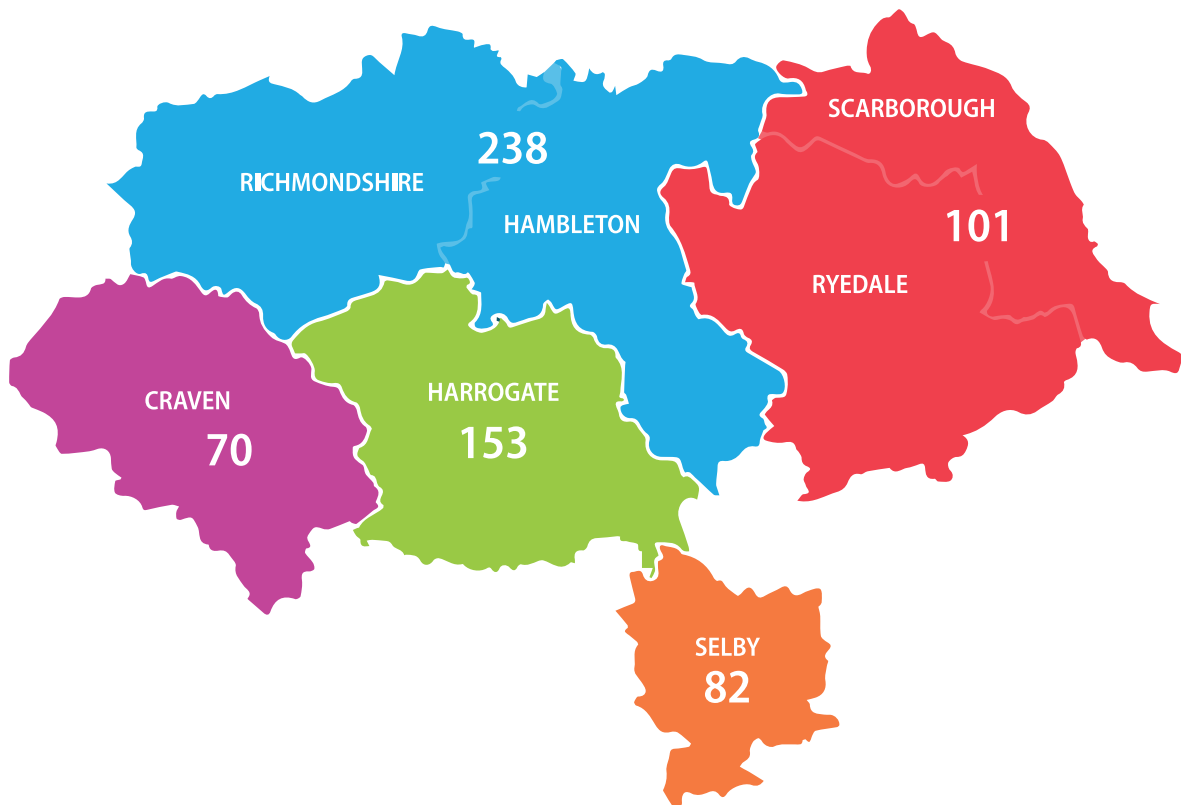 SCARBOROUGH
238
RICHMONDSHIRE
HAMBLETON
101
RYEDALE
CRAVEN
70
HARROGATE
153
SELBY
82